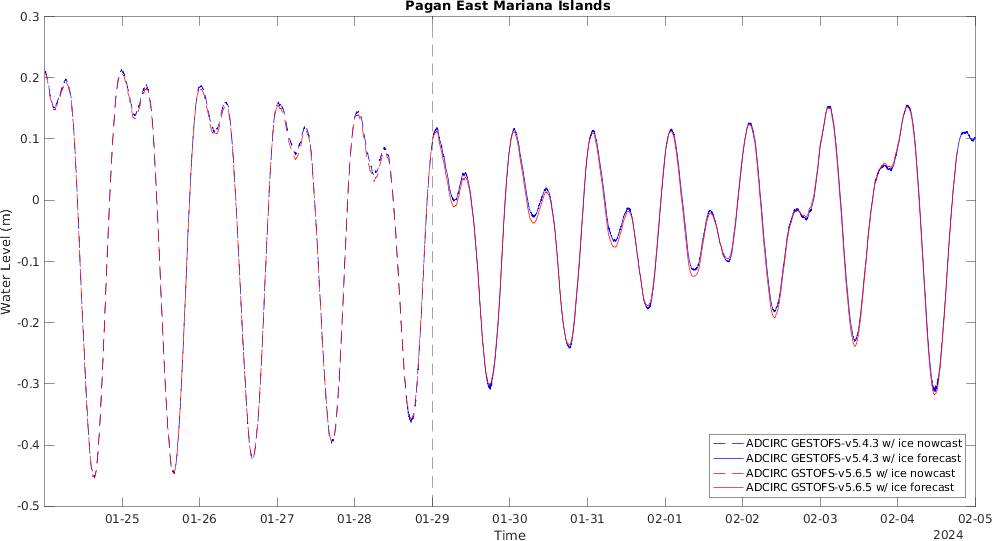 Pagan East Mariana Islands
0.3
0.2
0.1
0
-0.1
-0.2
-0.3
-0.4
-0.5
Water Level (m)
01-25 01-26 01-27 01-28 01-29 01-30 01-31 02-01 02-02 02-03 02-04 02-05
Time
2024
ADCIRC GESTOFS-v5.4.3 w/ ice nowcast
ADCIRC GESTOFS-v5.4.3 w/ ice forecast
ADCIRC GSTOFS-v5.6.5 w/ ice nowcast
ADCIRC GSTOFS-v5.6.5 w/ ice forecast